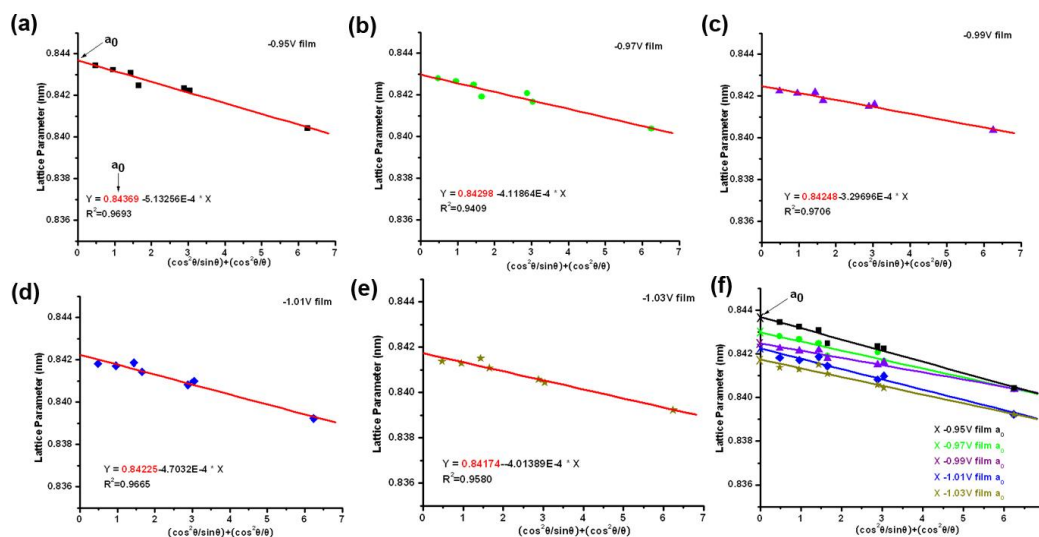 (a)
a0
-0.95V film
0.844
0.842
0.840
0.838
0.836
Lattice Parameter (nm)
a0
Y = 0.84369 -5.13256E-4 * X
R²=0.9693
0 1 2 3 4 5 6 7
(cos²θ/sinθ)+(cos²θ/θ)
(b)
-0.97V film
0.844
0.842
0.840
0.838
0.836
Lattice Parameter (nm)
Y = 0.84298 -4.11864E-4 * X
R²=0.9409
0 1 2 3 4 5 6 7
(cos²θ/sinθ)+(cos²θ/θ)
(c)
-0.99V film
0.844
0.842
0.840
0.838
0.836
Lattice Parameter (nm)
Y = 0.84248-3.29696E-4 * X
R²=0.9706
0 1 2 3 4 5 6 7
(cos²θ/sinθ)+(cos²θ/θ)
(d)
-1.01V film
0.844
0.842
0.840
0.839
0.836
Lattice Parameter (nm)
Y = 0.84225-4.7032E-4 * X
R²=0.9665
0 1 2 3 4 5 6 7
(cos²θ/sinθ)+(cos²θ/θ)
(e)
-1.03V film
0.844
0.842
0.840
0.839
0.836
Lattice Parameter (nm)
Y = 0.84174--4.01389E-4 * X
R²=0.9580
0 1 2 3 4 5 6 7
(cos²θ/sinθ)+(cos²θ/θ)
(f)
a0
0.844
0.842
0.840
0.839
0.836
Lattice Parameter (nm)
X -0.95V film a0
X -0.97V film a0
X -0.99V film a0
X -1.01V film a0
X -1.03V film a0
0 1 2 3 4 5 6
(cos²θ/sinθ)+(cos²θ/θ)